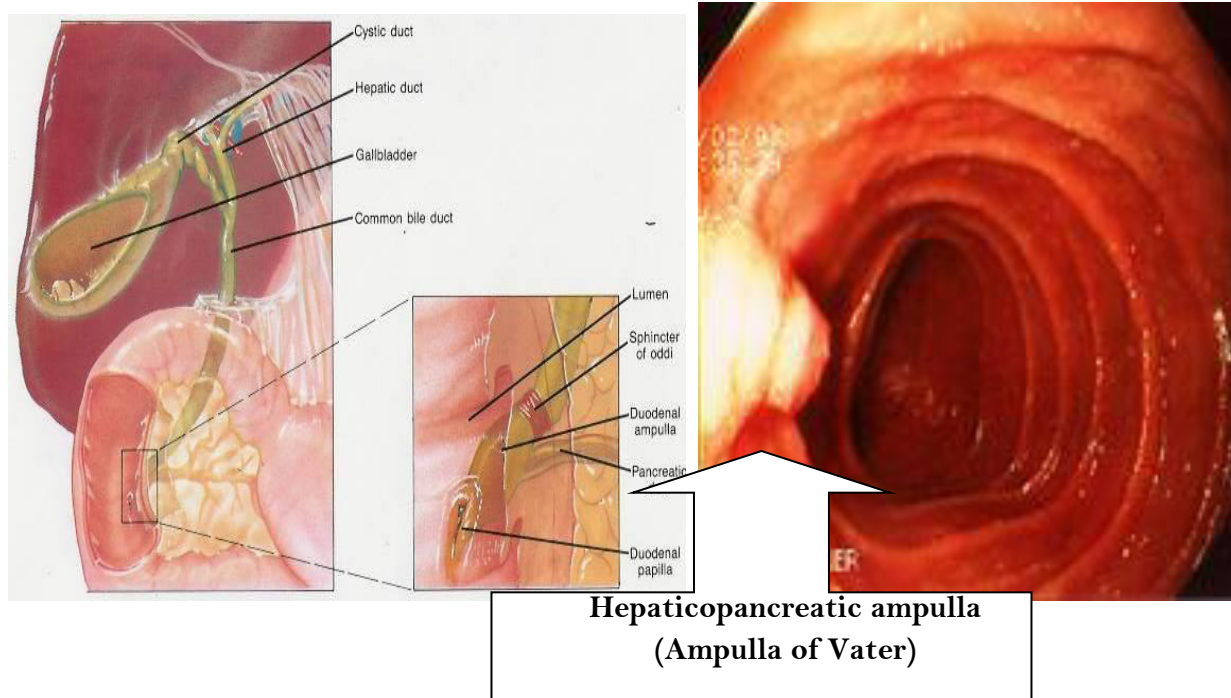 Cystic duct
Hepatic duct
Gallbladder
Common bile duct
Lumen
Sphincter
of oddi
Duodenal
ampulla
Pancreatic
Duodenal
papilla
ER
Hepaticopancreatic ampulla
(Ampulla of Vater)